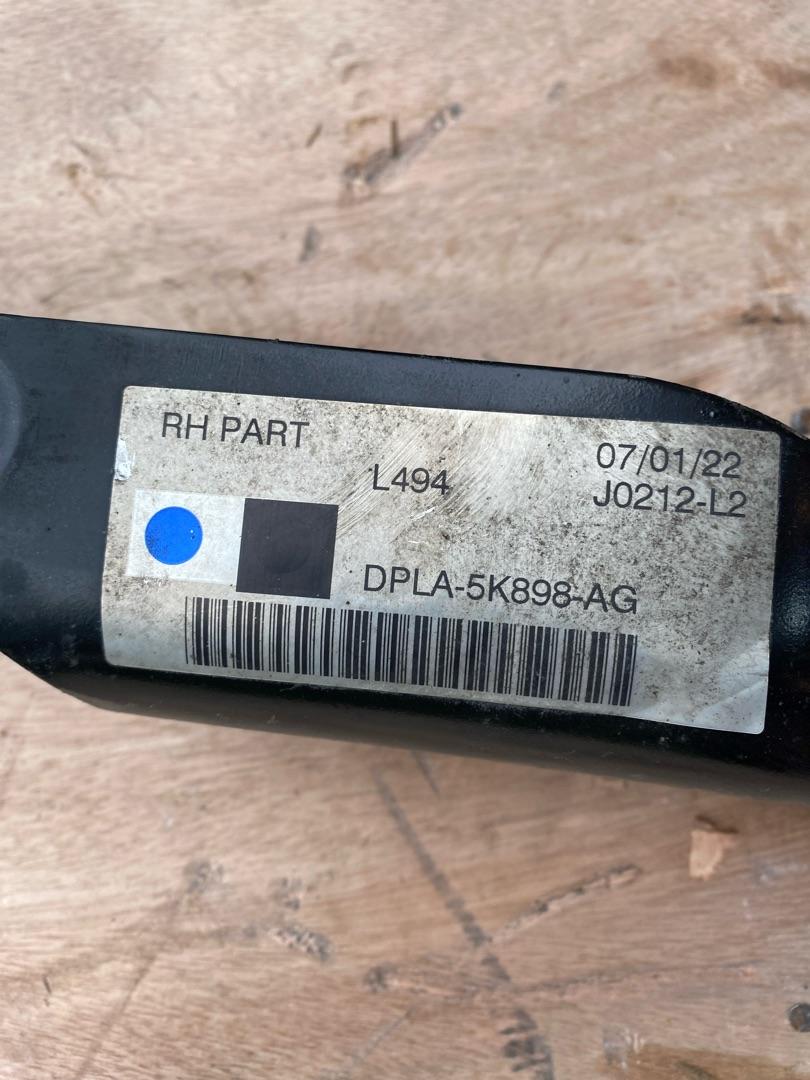 RH PART
07/01/22
L494
J0212-L2
DPLA-5K898-AG